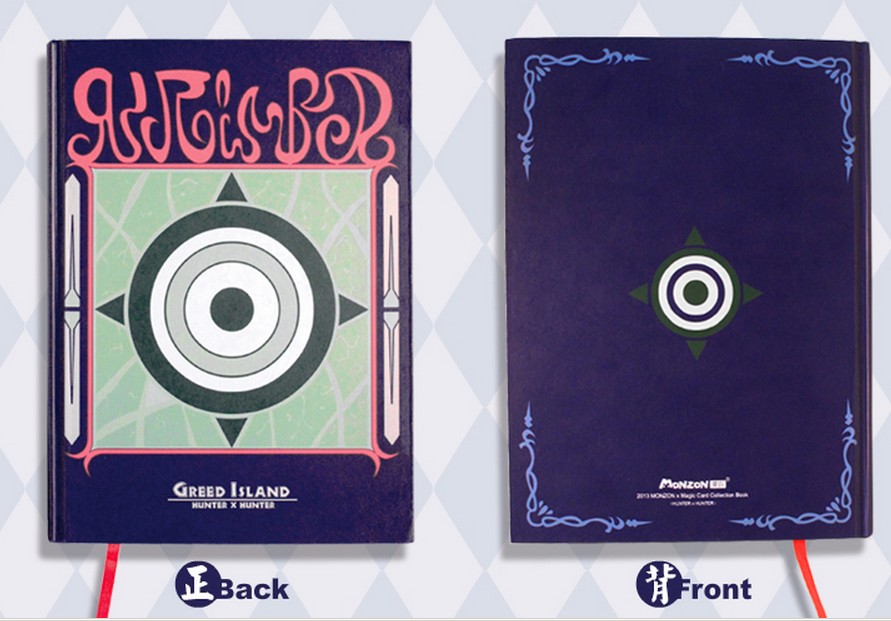 GREED ISLAND
HUNTER X HUNTER
MONZON
2013 MONZON x Magic Card Collection Book
-HUNTER x HUNTER-
正Back
背Front